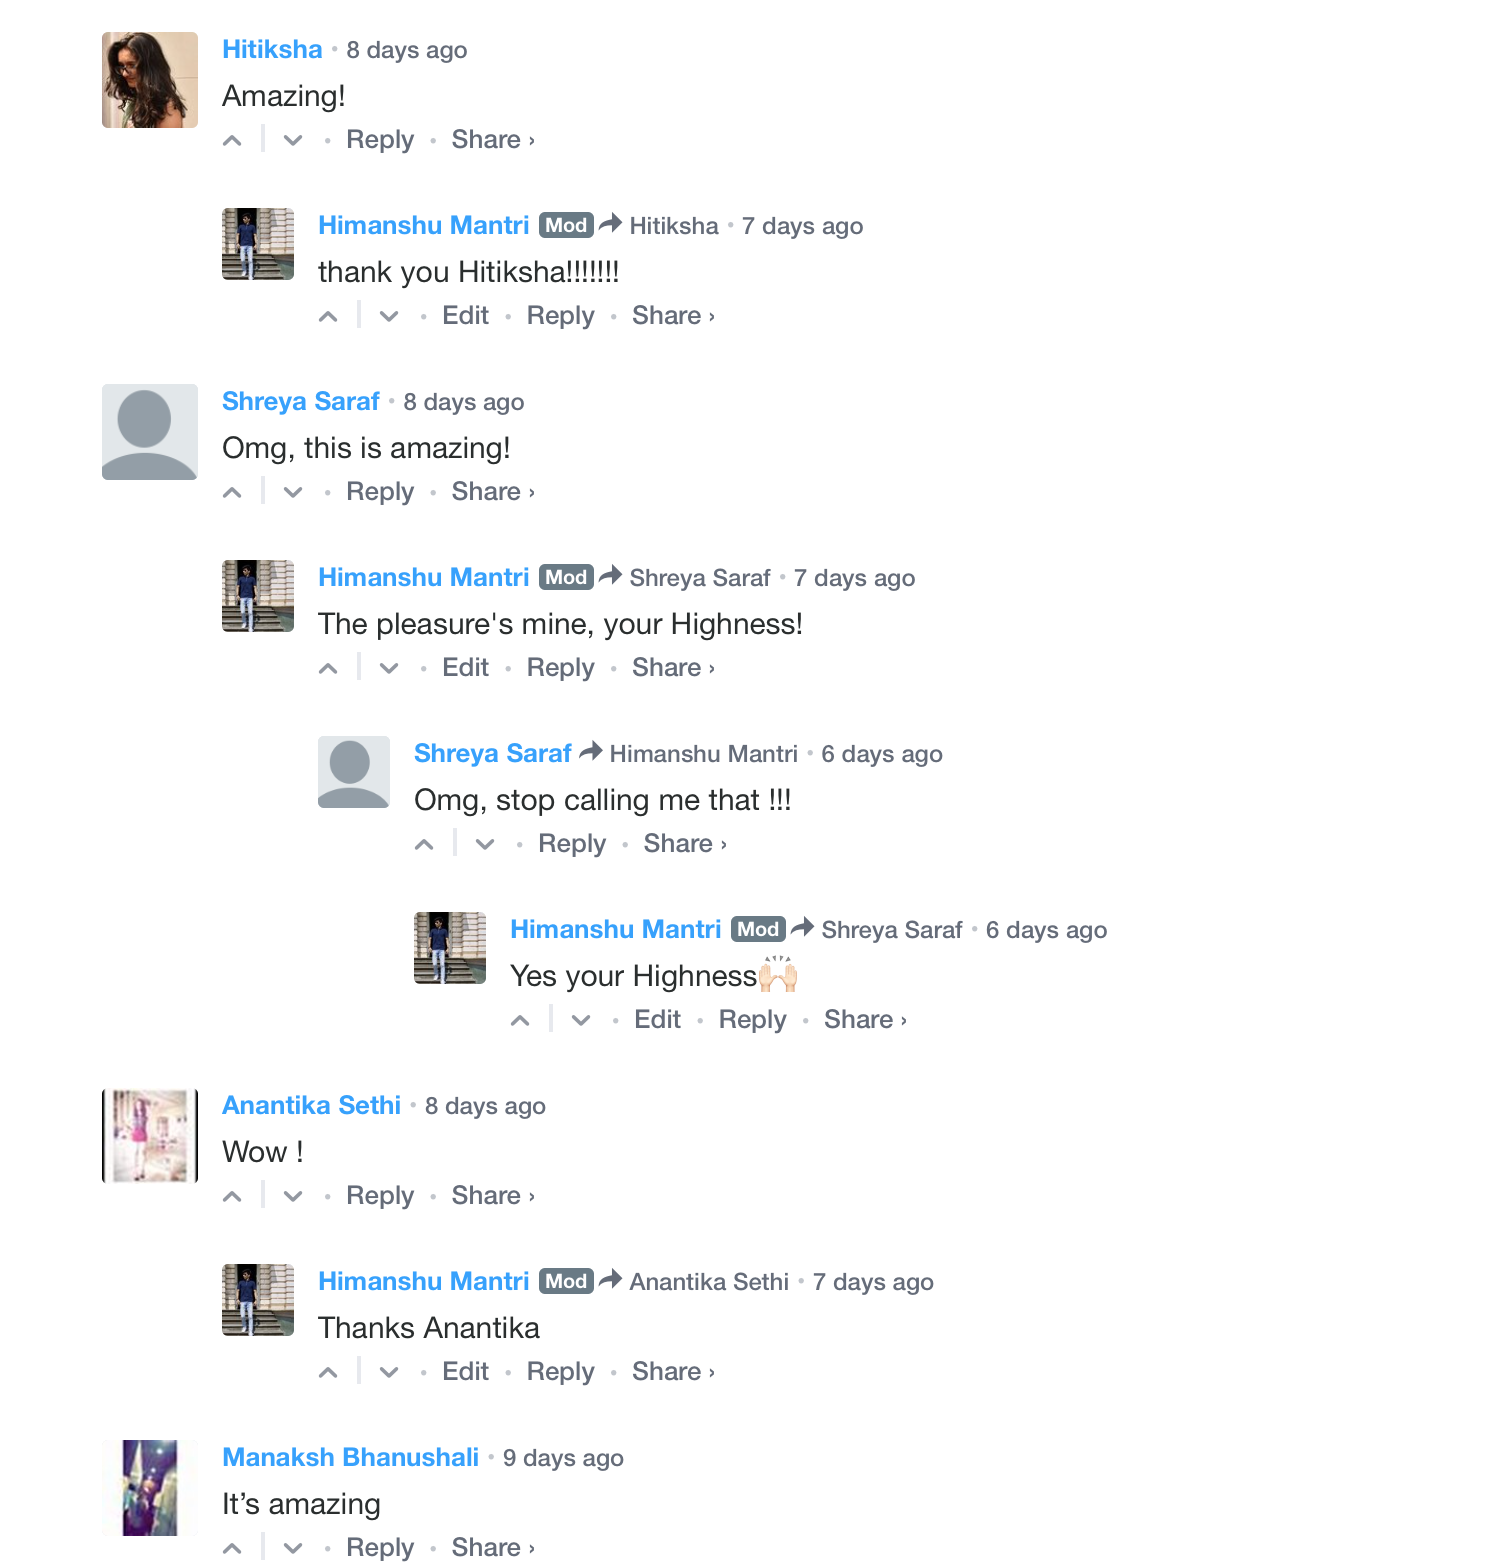 Hitiksha • 8 days ago
Amazing!
• Reply • Share ›
Himanshu Mantri Mod Hitiksha • 7 days ago
thank you Hitiksha!!!!!!!
• Edit • Reply • Share ›
Shreya Saraf • 8 days ago
Omg, this is amazing!
• Reply • Share ›
Himanshu Mantri Mod Shreya Saraf • 7 days ago
The pleasure's mine, your Highness!
• Edit • Reply • Share ›
Shreya Saraf Himanshu Mantri • 6 days ago
Omg, stop calling me that !!!
• Reply • Share ›
Himanshu Mantri Mod Shreya Saraf • 6 days ago
Yes your Highness🙌🏻
• Edit • Reply • Share ›
Anantika Sethi • 8 days ago
Wow !
• Reply • Share ›
Himanshu Mantri Mod Anantika Sethi • 7 days ago
Thanks Anantika
• Edit • Reply • Share ›
Manaksh Bhanushali • 9 days ago
It’s amazing
• Reply • Share ›